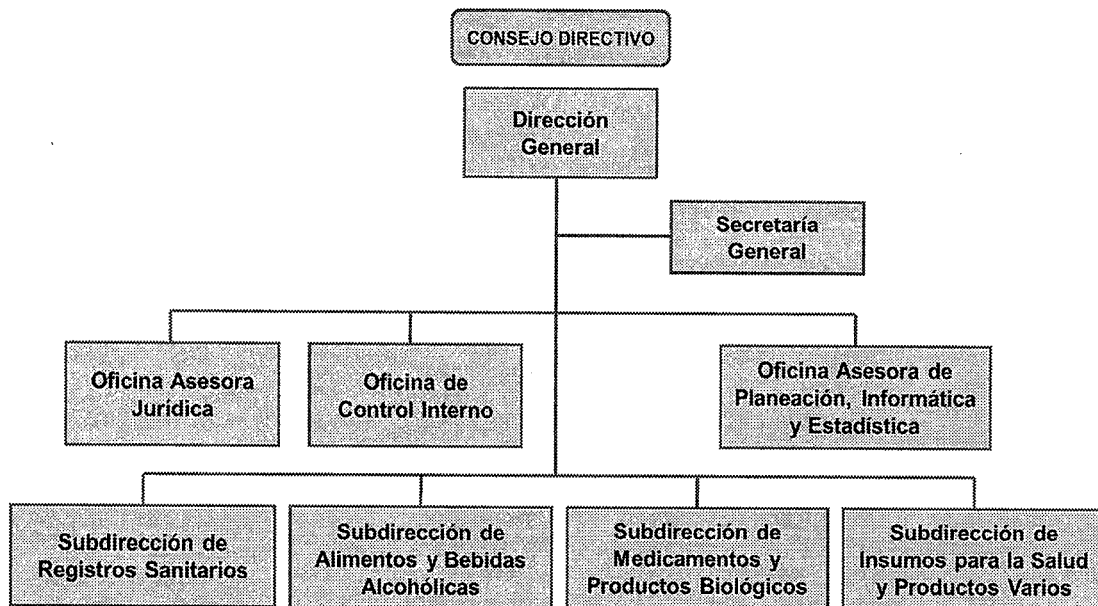 CONSEJO DIRECTIVO
Dirección
General
Secretaría
General
Oficina Asesora
Jurídica
Oficina de
Control Interno
Oficina Asesora de
Planeación, Informática
y Estadística
Subdirección de
Registros Sanitarios
Subdirección de
Alimentos y Bebidas
Alcohólicas
Subdirección de
Medicamentos y
Productos Biológicos
Subdirección de
Insumos para la Salud
y Productos Varios